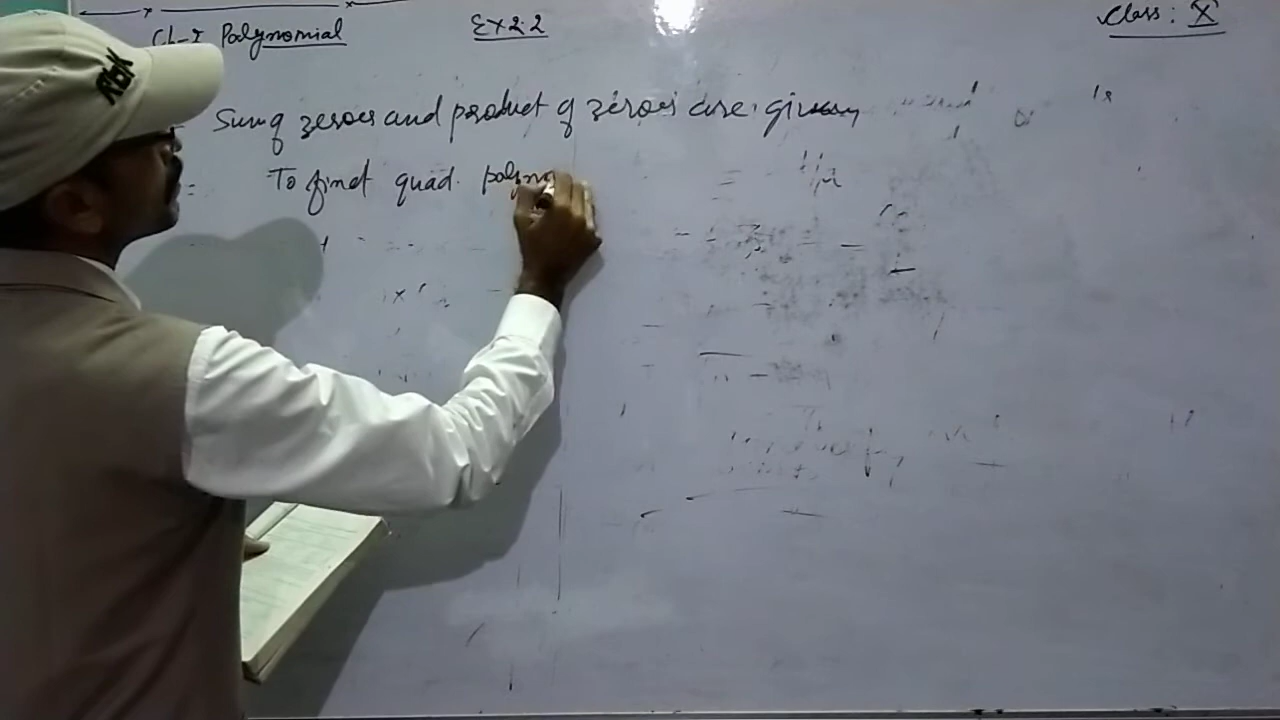 Ch-2 Polynomial Ex 2.2 Class: X
RbK
Sum of zeroes and product of zeroes are given
To find quad. polyno